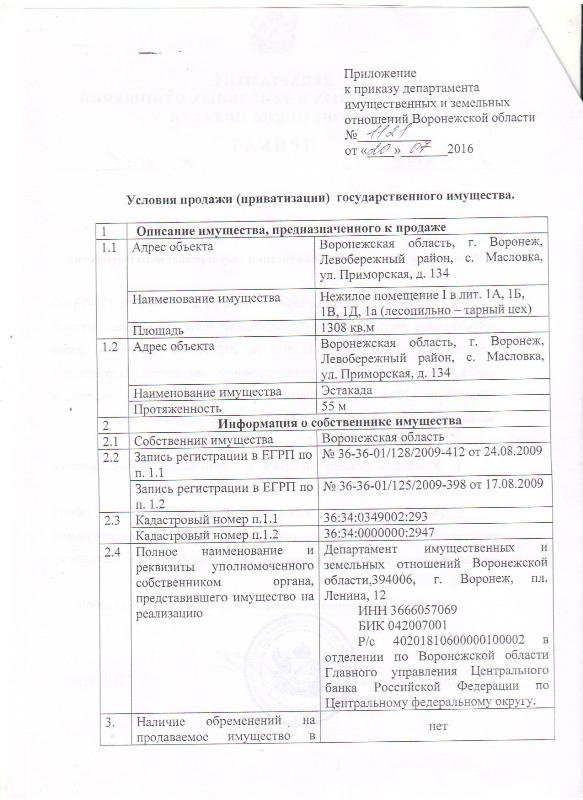 Приложение
к приказу департамента
имущественных и земельных
отношений Воронежской области
№ 1121
от «20» 07 2016
Условия продажи (приватизации) государственного имущества.
1 Описание имущества, предназначенного к продаже
1.1 Адрес объекта Воронежская область, г. Воронеж,
Левобережный район, с. Масловка,
ул. Приморская, д. 134
Наименование имущества Нежилое помещение I в лит. 1А, 1Б,
1В, 1Д, 1а (лесопильно – тарный цех)
Площадь 1308 кв.м
1.2 Адрес объекта Воронежская область, г. Воронеж,
Левобережный район, с. Масловка,
ул. Приморская, д. 134
Наименование имущества Эстакада
Протяженность 55 м
2 Информация о собственнике имущества
2.1 Собственник имущества Воронежская область
2.2 Запись регистрации в ЕГРП по № 36-36-01/128/2009-412 от 24.08.2009
п. 1.1
Запись регистрации в ЕГРП по № 36-36-01/125/2009-398 от 17.08.2009
п. 1.2
2.3 Кадастровый номер п.1.1 36:34:0349002:293
Кадастровый номер п.1.2 36:34:0000000:2947
2.4 Полное наименование и Департамент имущественных и
реквизиты уполномоченного земельных отношений Воронежской
собственником органа, области,394006, г. Воронеж, пл.
представившего имущество на Ленина, 12
реализацию ИНН 3666057069
БИК 042007001
Р/с 40201810600000100002 в
отделении по Воронежской области
Главного управления Центрального
банка Российской Федерации по
Центральному федеральному округу.
3. Наличие обременений на нет
продаваемое имущество в